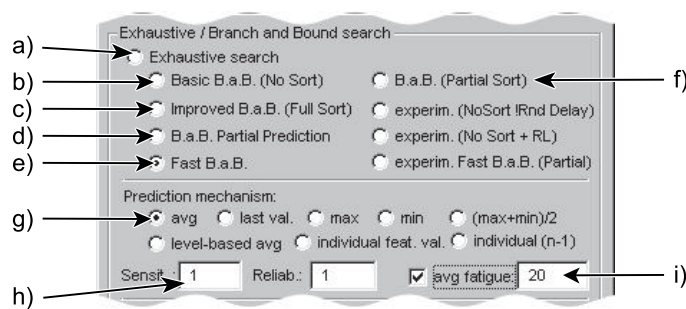 Exhaustive / Branch and Bound search
a) Exhaustive search
b) Basic B.a.B. (No Sort) B.a.B. (Partial Sort) f)
c) Improved B.a.B. (Full Sort) experim. (NoSort !Rnd Delay)
d) B.a.B. Partial Prediction experim. (No Sort + RL)
e) Fast B.a.B. experim. Fast B.a.B. (Partial)
Prediction mechanism:
g) avg last val. max min (max+min)/2
level-based avg individual feat. val. individual (n-1)
Sensit.: 1 Reliab.: 1 avg fatigue: 20 i)
h)